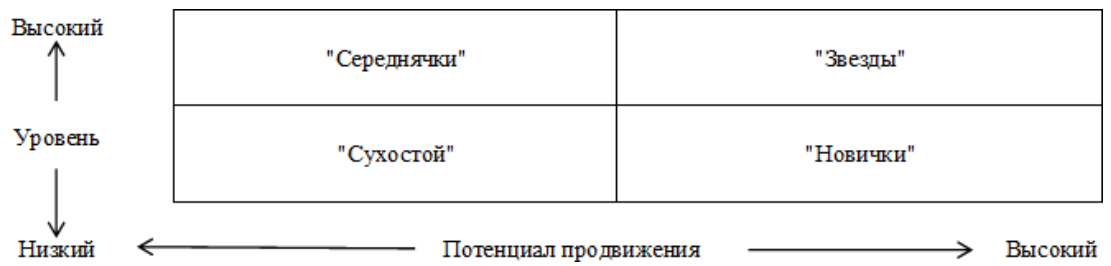 Высокий
"Середнячки"
"Звезды"
Уровень
"Сухостой"
"Новички"
Низкий
Потенциал продвижения
Высокий